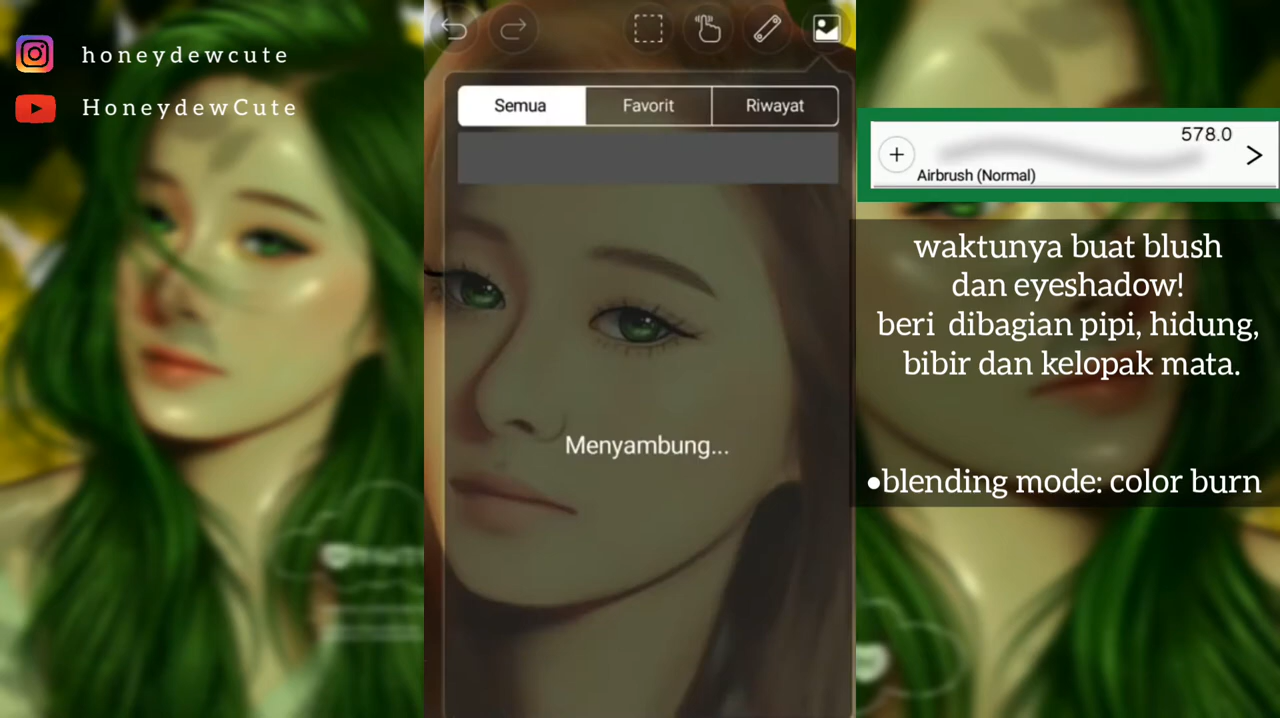 honeydewcute
HoneydewCute
Semua
Favorit
Riwayat
Menyambung...
578.0
Airbrush (Normal)
waktunya buat blush
dan eyeshadow!
beri dibagian pipi, hidung,
bibir dan kelopak mata.
•blending mode: color burn